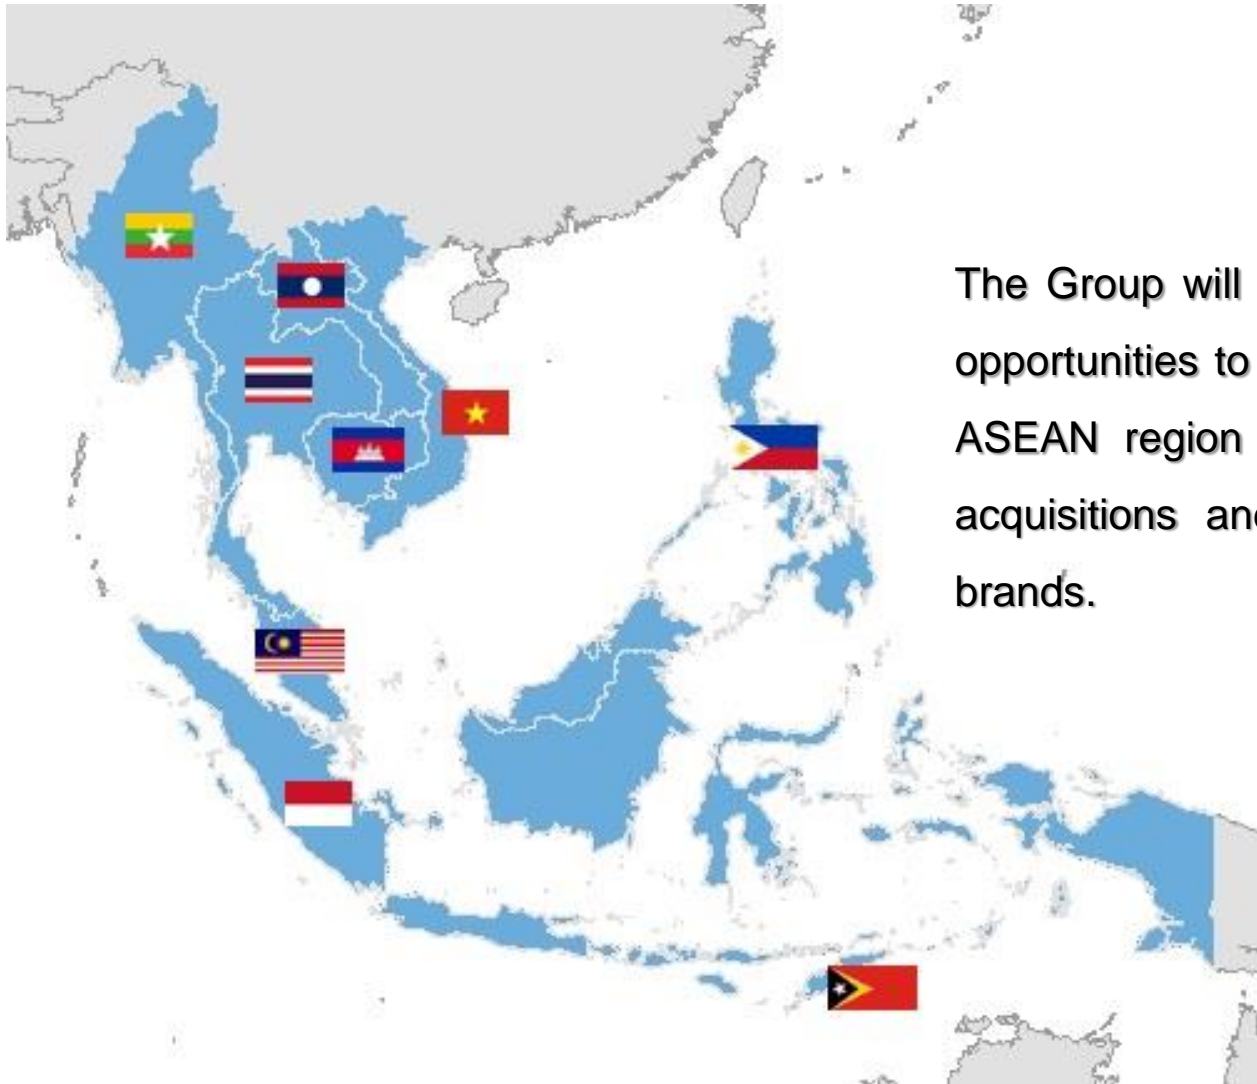 The Group will
opportunities to
ASEAN region
acquisitions and
brands.